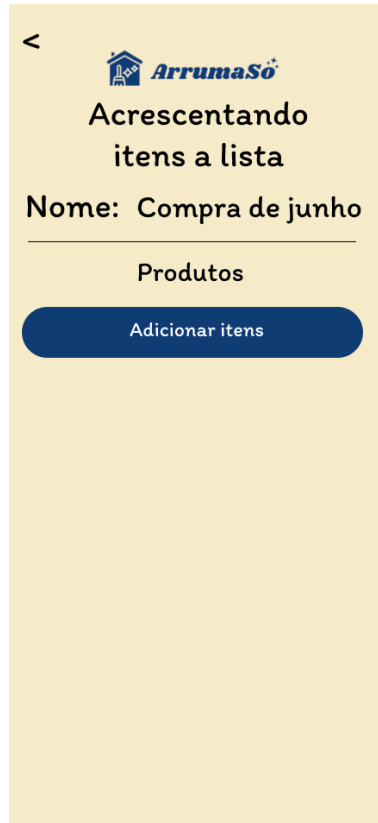 <
ArrumaSó
Acrescentando
itens a lista
Nome: Compra de junho
Produtos
Adicionar itens